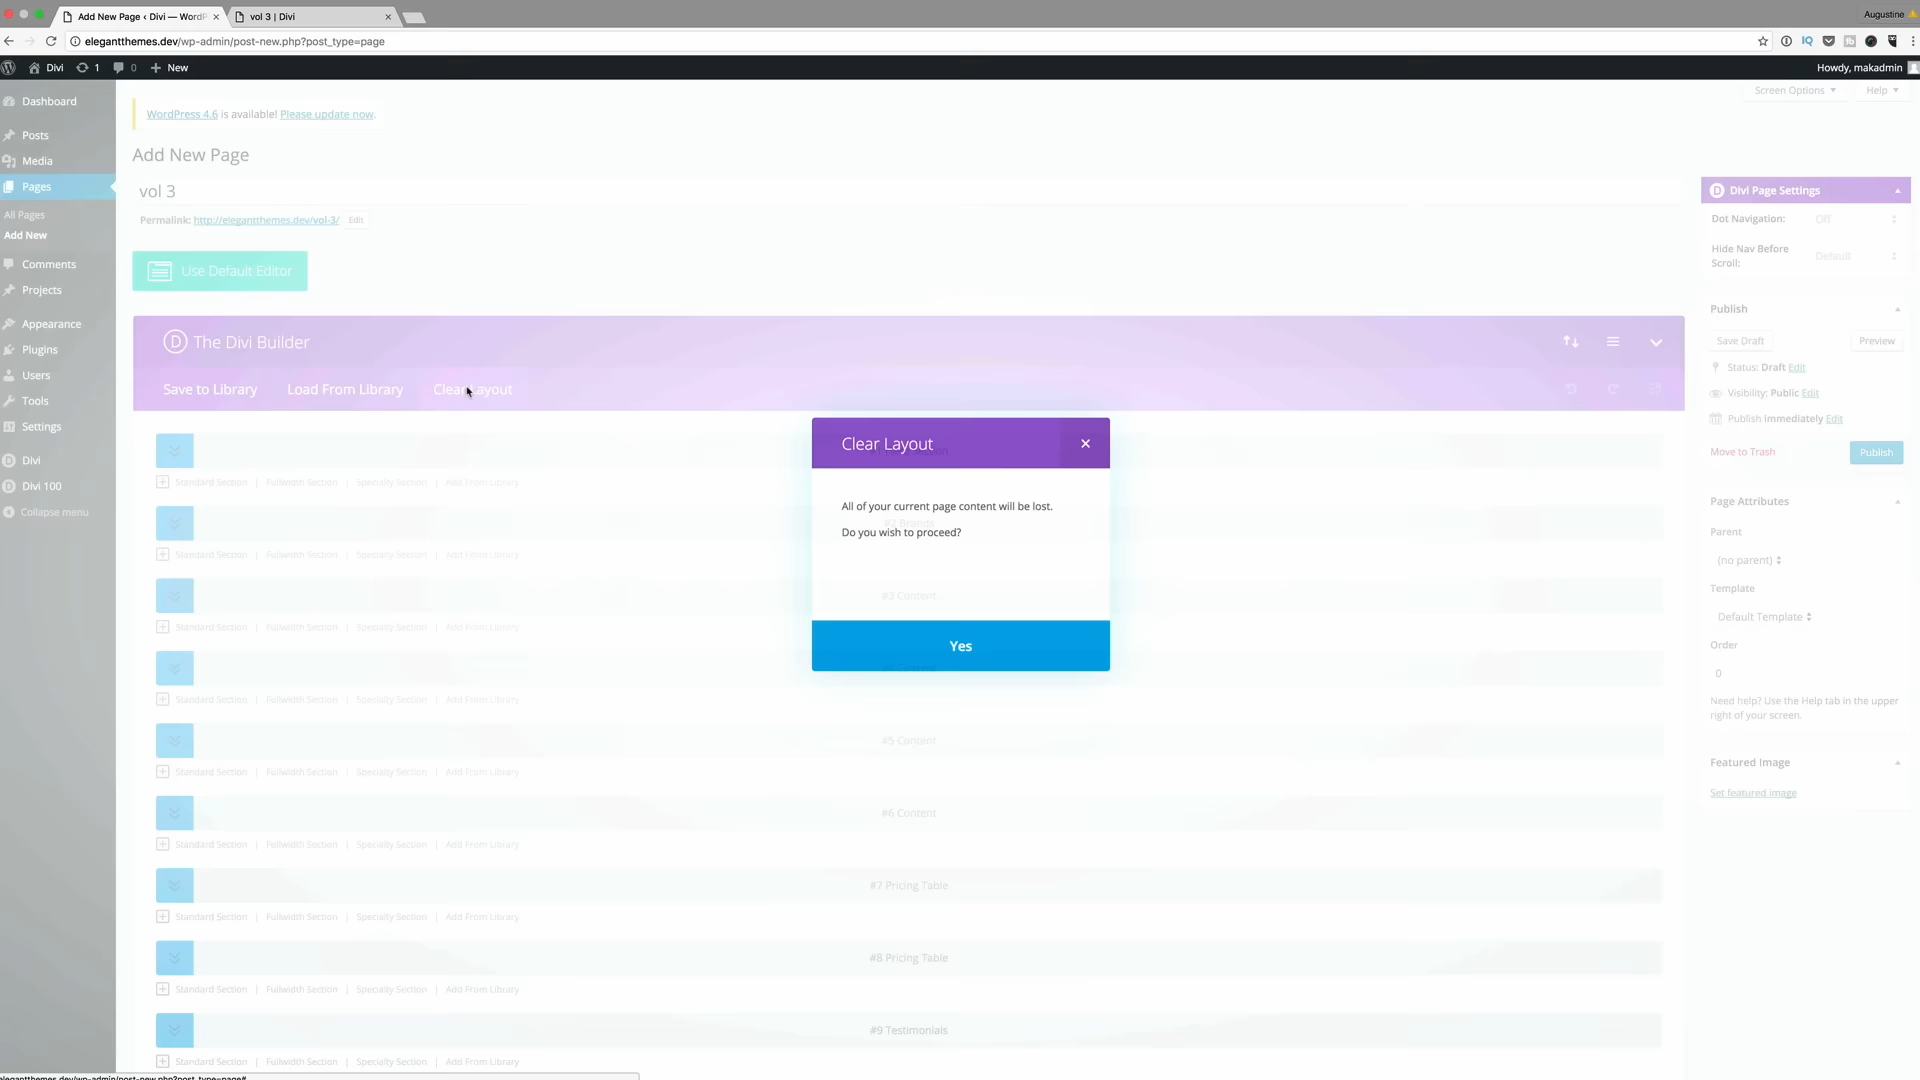 Add New Page ‹ Divi — WordP
vol 3 | Divi
Augustine
elegantthemes.dev/wp-admin/post-new.php?post_type=page
Divi 1 0 + New
Howdy, makadmin
Screen Options
Help
Dashboard
Posts
Media
Pages
All Pages
Add New
Comments
Projects
Appearance
Plugins
Users
Tools
Settings
Divi
Divi 100
Collapse menu
WordPress 4.6 is available! Please update now.
Add New Page
vol 3
Permalink: http://elegantthemes.dev/vol-3/ Edit
Use Default Editor
The Divi Builder
Save to Library Load From Library Clear Layout
Standard Section | Fullwidth Section | Specialty Section | Add From Library
#2 Brands
Standard Section | Fullwidth Section | Specialty Section | Add From Library
#3 Content
Standard Section | Fullwidth Section | Specialty Section | Add From Library
Standard Section | Fullwidth Section | Specialty Section | Add From Library
#5 Content
Standard Section | Fullwidth Section | Specialty Section | Add From Library
#6 Content
Standard Section | Fullwidth Section | Specialty Section | Add From Library
#7 Pricing Table
Standard Section | Fullwidth Section | Specialty Section | Add From Library
#8 Pricing Table
Standard Section | Fullwidth Section | Specialty Section | Add From Library
#9 Testimonials
Standard Section | Fullwidth Section | Specialty Section | Add From Library
Clear Layout
All of your current page content will be lost.
Do you wish to proceed?
Yes
Divi Page Settings
Dot Navigation: Off
Hide Nav Before
Scroll:
Default
Publish
Save Draft
Preview
Status: Draft Edit
Visibility: Public Edit
Publish immediately Edit
Move to Trash
Publish
Page Attributes
Parent
(no parent)
Template
Default Template
Order
0
Need help? Use the Help tab in the upper
right of your screen.
Featured Image
Set featured image
elegantthemes.dev/wp-admin/post-new.php?post_type=page#